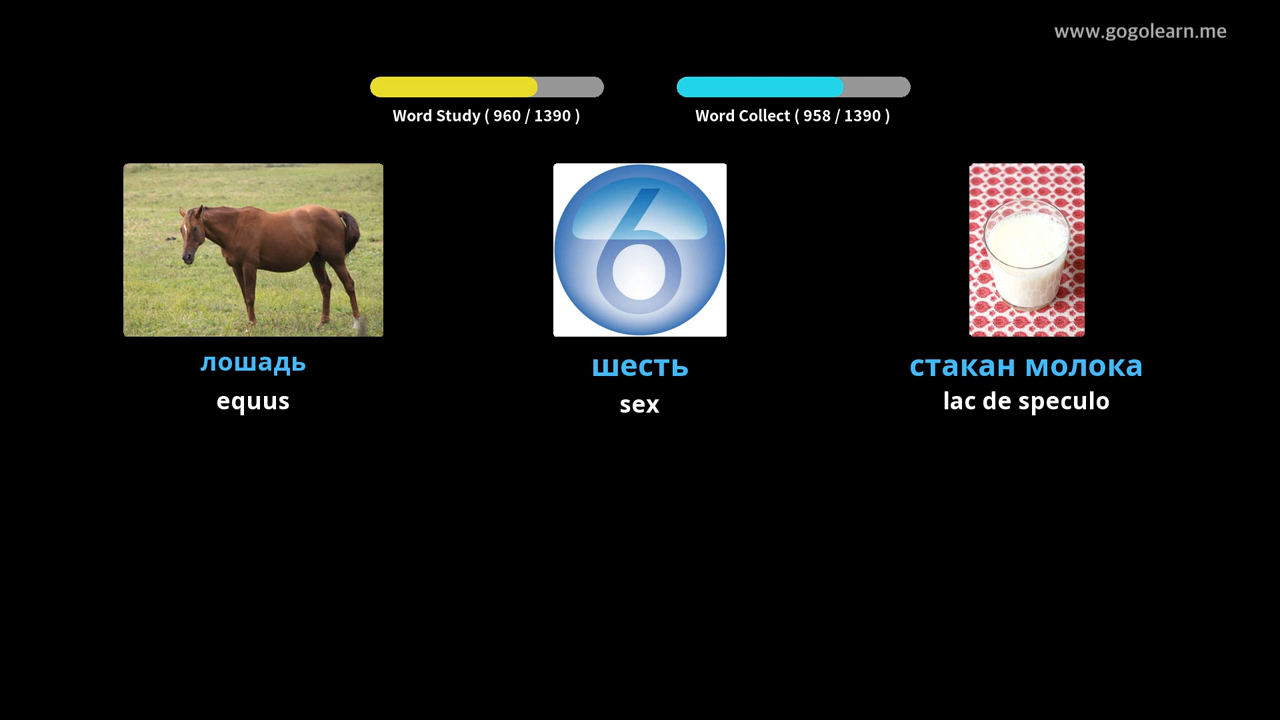 www.gogolearn.me
Word Study ( 960 / 1390 )
Word Collect ( 958 / 1390 )
6
лошадь
шесть
стакан молока
equus
sex
lac de speculo